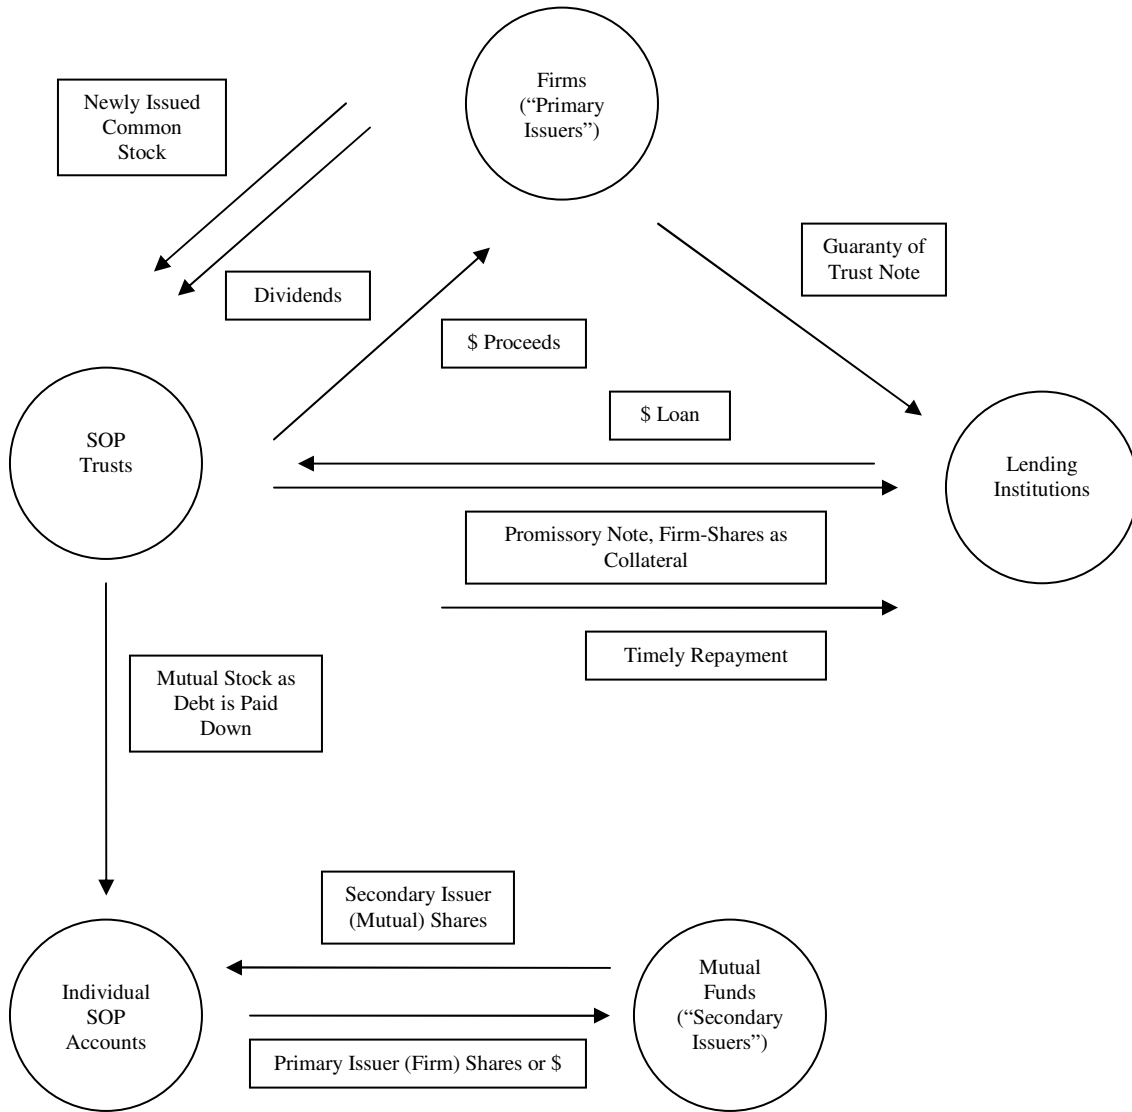 Firms
(“Primary
Issuers”)
Newly Issued
Common
Stock
Guaranty of
Trust Note
Dividends
$ Proceeds
$ Loan
SOP
Trusts
Lending
Institutions
Promissory Note, Firm-Shares as
Collateral
Timely Repayment
Mutual Stock as
Debt is Paid
Down
Secondary Issuer
(Mutual) Shares
Individual
SOP
Accounts
Mutual
Funds
(“Secondary
Issuers”)
Primary Issuer (Firm) Shares or $